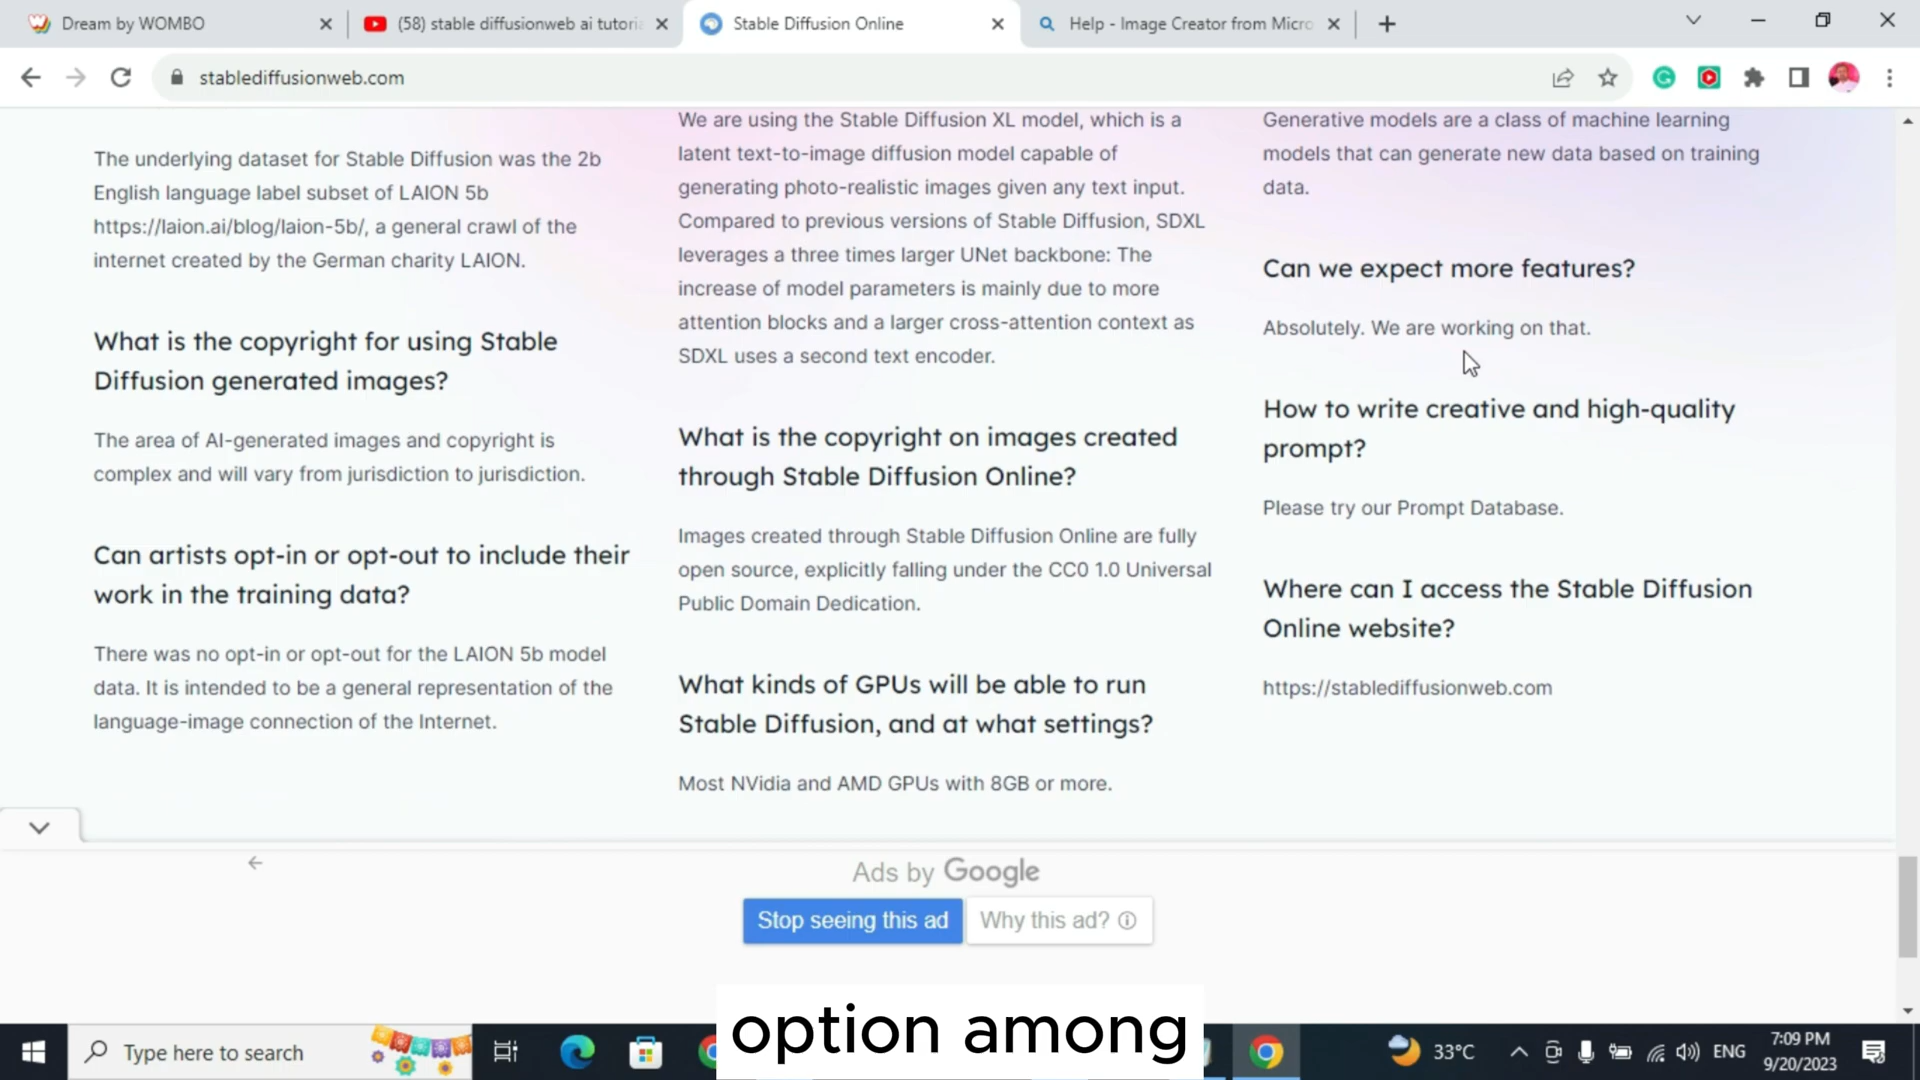 Dream by WOMBO
(58) stable diffusionweb ai tutoria
Stable Diffusion Online
Help - Image Creator from Micro
stablediffusionweb.com
The underlying dataset for Stable Diffusion was the 2b
English language label subset of LAION 5b
https://laion.ai/blog/laion-5b/, a general crawl of the
internet created by the German charity LAION.
What is the copyright for using Stable
Diffusion generated images?
The area of AI-generated images and copyright is
complex and will vary from jurisdiction to jurisdiction.
Can artists opt-in or opt-out to include their
work in the training data?
There was no opt-in or opt-out for the LAION 5b model
data. It is intended to be a general representation of the
language-image connection of the Internet.
We are using the Stable Diffusion XL model, which is a
latent text-to-image diffusion model capable of
generating photo-realistic images given any text input.
Compared to previous versions of Stable Diffusion, SDXL
leverages a three times larger UNet backbone: The
increase of model parameters is mainly due to more
attention blocks and a larger cross-attention context as
SDXL uses a second text encoder.
What is the copyright on images created
through Stable Diffusion Online?
Images created through Stable Diffusion Online are fully
open source, explicitly falling under the CC0 1.0 Universal
Public Domain Dedication.
What kinds of GPUs will be able to run
Stable Diffusion, and at what settings?
Most NVidia and AMD GPUs with 8GB or more.
Generative models are a class of machine learning
models that can generate new data based on training
data.
Can we expect more features?
Absolutely. We are working on that.
How to write creative and high-quality
prompt?
Please try our Prompt Database.
Where can I access the Stable Diffusion
Online website?
https://stablediffusionweb.com
Ads by Google
Stop seeing this ad
Why this ad?
option among
Type here to search
33°C
ENG
7:09 PM
9/20/2023